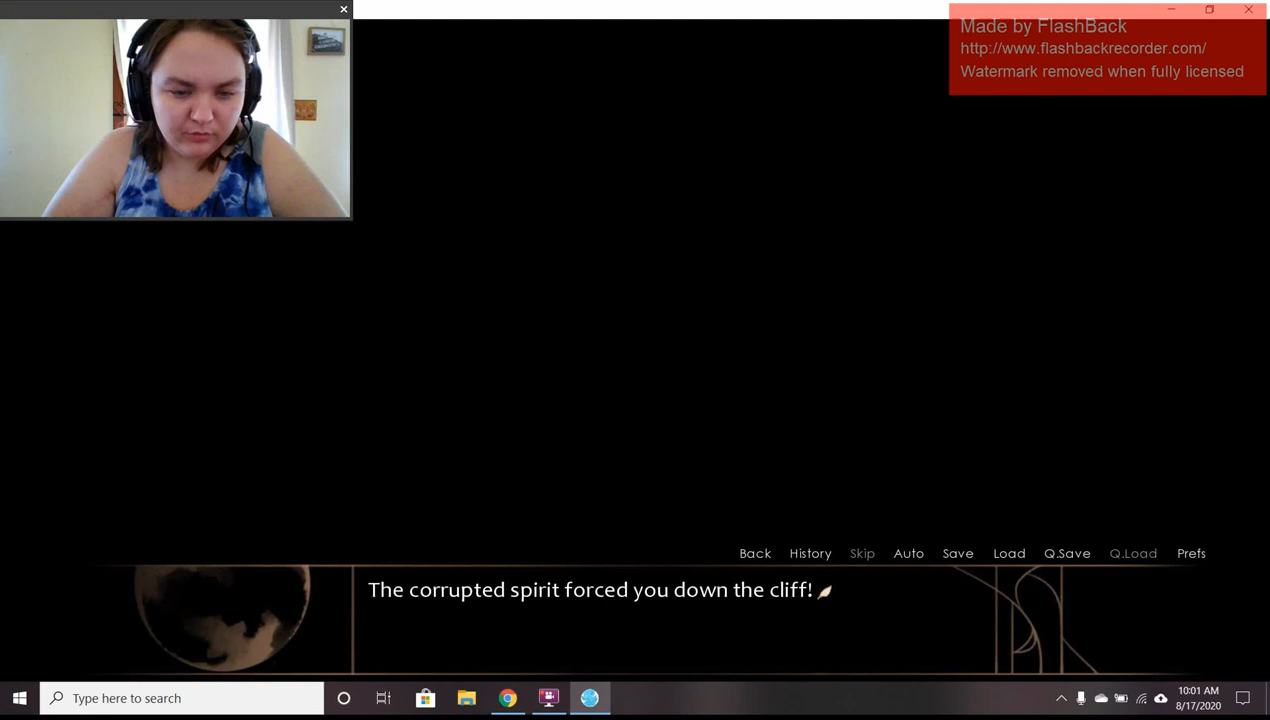 Made by FlashBack
http://www.flashbackrecorder.com/
Watermark removed when fully licensed
Back History Skip Auto Save Load Q.Save Q.Load Prefs
The corrupted spirit forced you down the cliff!
Type here to search
10:01 AM
8/17/2020